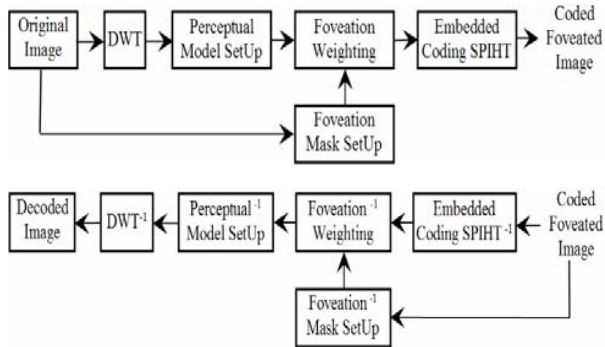 Original
Image
DWT
Perceptual
Model SetUp
Foveation
Weighting
Embedded
Coding SPIHT
Coded
Foveated
Image
Foveation
Mask SetUp
Decoded
Image
DWT⁻¹
Perceptual⁻¹
Model SetUp
Foveation⁻¹
Weighting
Embedded
Coding SPIHT⁻¹
Coded
Foveated
Image
Foveation⁻¹
Mask SetUp